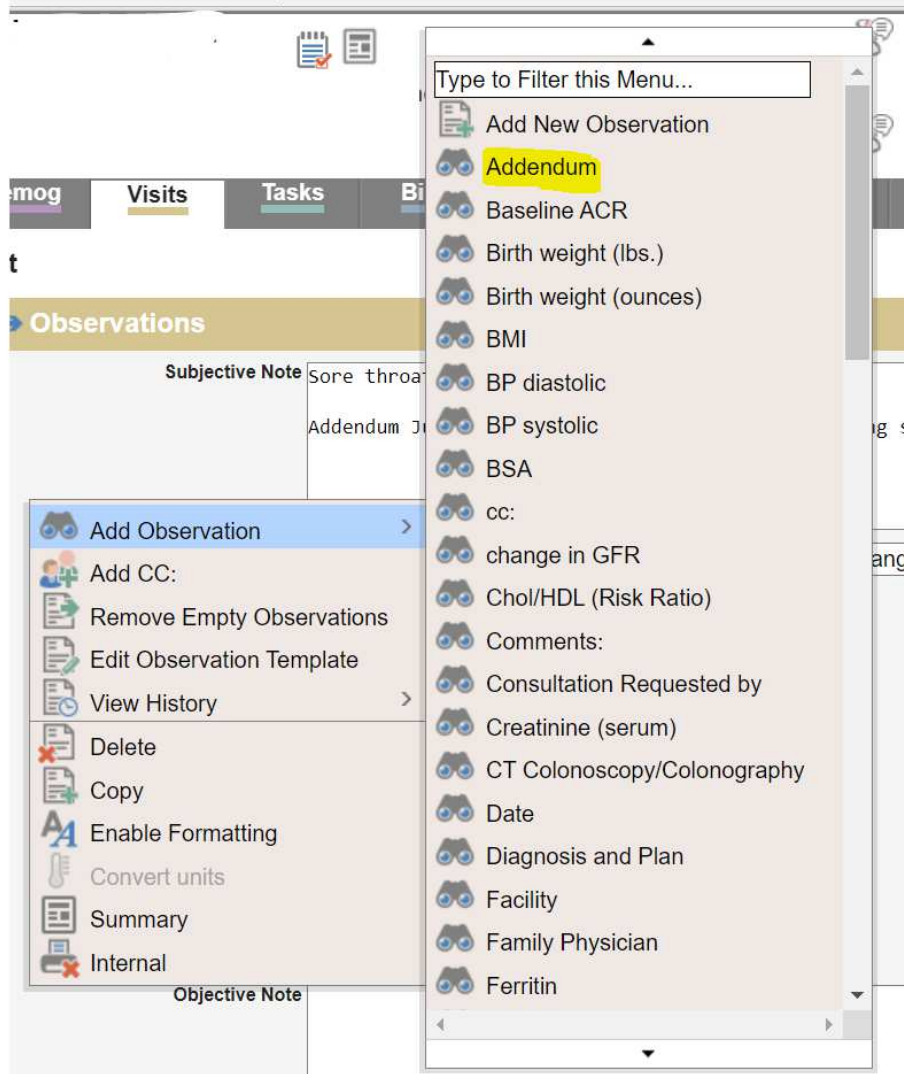 Type to Filter this Menu...
Add New Observation
Addendum
Visits
Tasks
Baseline ACR
Birth weight (lbs.)
Birth weight (ounces)
Observations
BMI
Subjective Note
Sore
BP diastolic
Addendum
BP systolic
BSA
cc:
Add Observation
change in GFR
Add CC:
Chol/HDL (Risk Ratio)
Remove Empty Observations
Comments:
Edit Observation Template
Consultation Requested by
View History
Creatinine (serum)
Delete
CT Colonoscopy/Colonography
Copy
Date
Enable Formatting
Diagnosis and Plan
Convert units
Facility
Summary
Family Physician
Internal
Ferritin
Objective Note